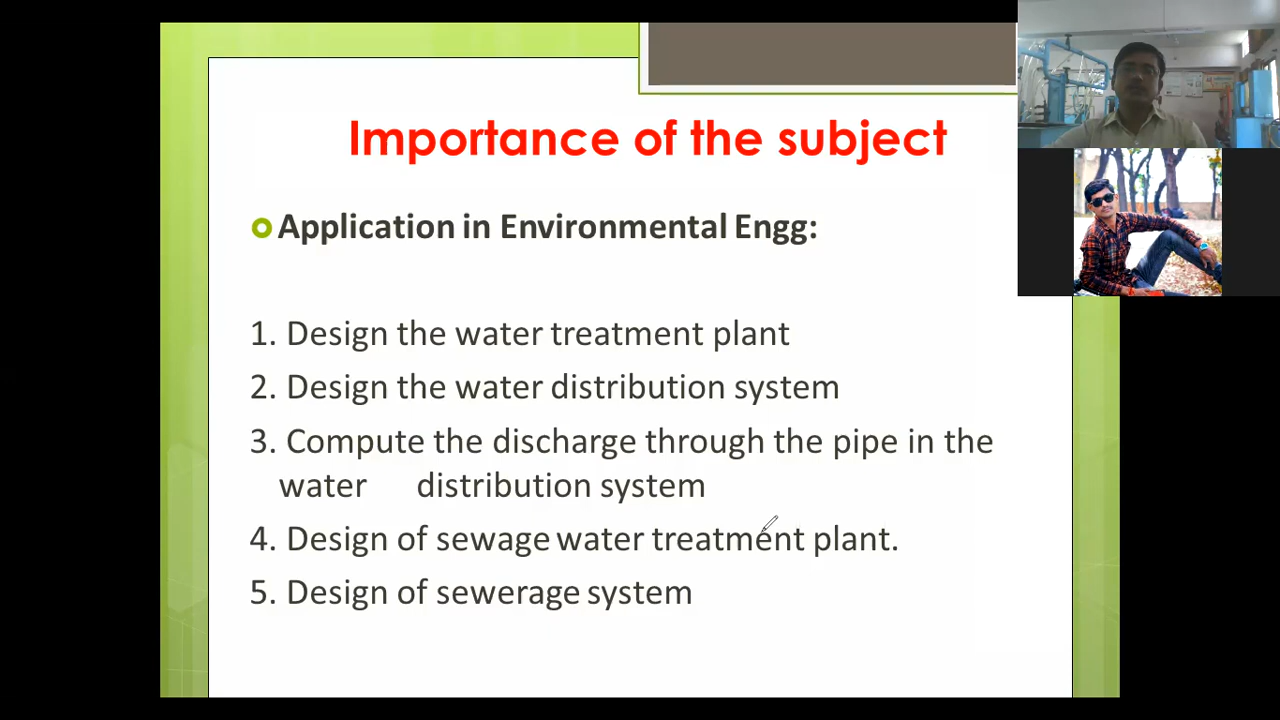 Importance of the subject
Application in Environmental Engg:
1. Design the water treatment plant
2. Design the water distribution system
3. Compute the discharge through the pipe in the
water distribution system
4. Design of sewage water treatment plant.
5. Design of sewerage system